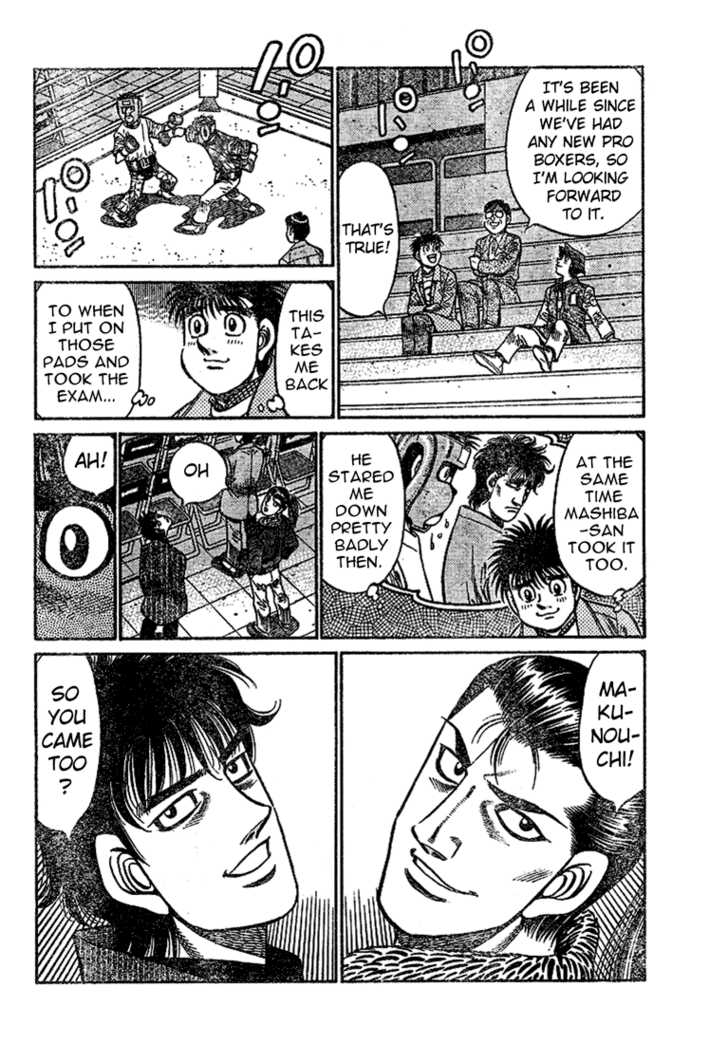 IT'S BEEN
A WHILE SINCE
WE'VE HAD
ANY NEW PRO
BOXERS, SO
I'M LOOKING
FORWARD
TO IT.
THAT'S
TRUE!
THIS
TA-
KES
ME
BACK
TO WHEN
I PUT ON
THOSE
PADS AND
TOOK THE
EXAM...
AT THE
SAME
TIME
MASHIBA
-SAN
TOOK IT
TOO.
HE
STARED
ME
DOWN
PRETTY
BADLY
THEN.
OH
AH!
MA-
KU-
NOU-
CHI!
SO
YOU
CAME
TOO
?